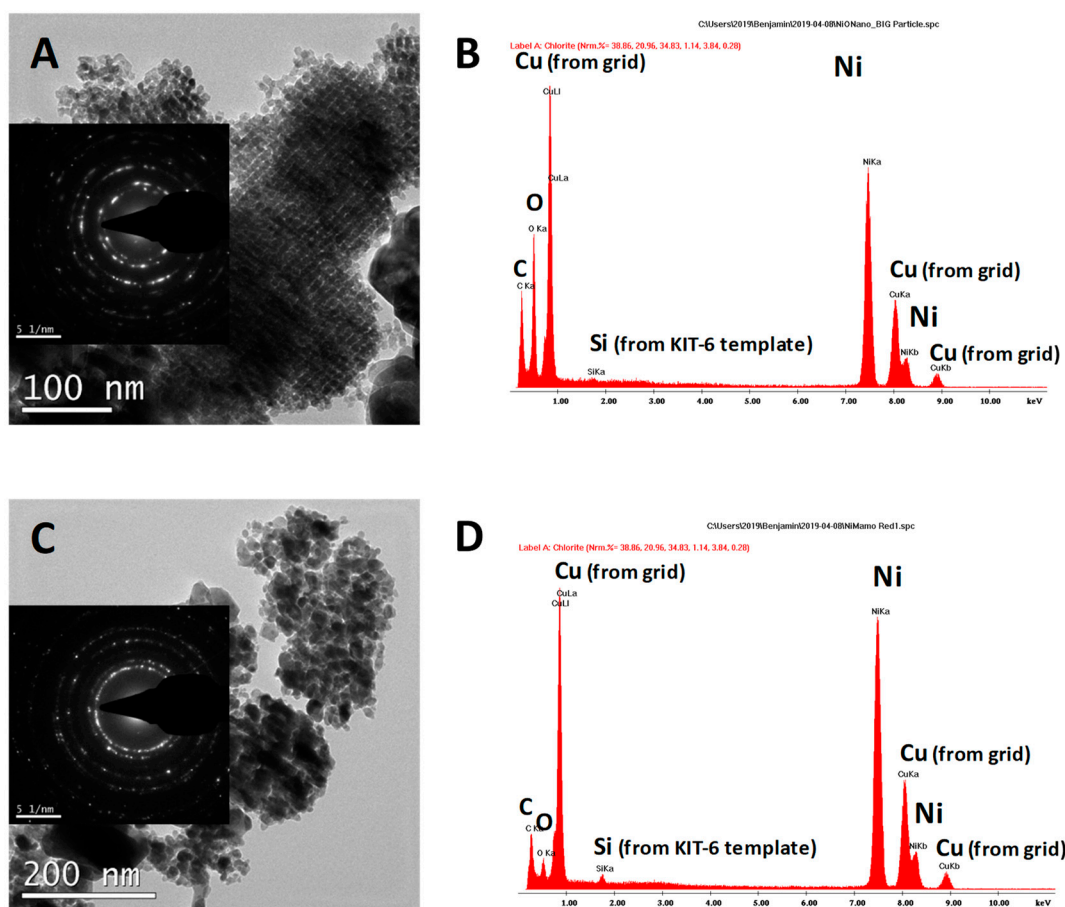 A
5 1/nm
100 nm
B
C:\Users\2019\Benjamin\2019-04-08\NiONano_BIG Particle.spc
Label A: Chlorite (Nrm.%= 38.86, 20.96, 34.83, 1.14, 3.84, 0.28)
Cu (from grid)
Ni
CuLl
NiKa
CuLa
O
O Ka
Cu (from grid)
C
C Ka
CuKa
Ni
Si (from KIT-6 template)
NiKb
Cu (from grid)
SiKa
CuKb
1.00 2.00 3.00 4.00 5.00 6.00 7.00 8.00 9.00 10.00 keV
C
5 1/nm
200 nm
D
C:\Users\2019\Benjamin\2019-04-08\NiMamo Red1.spc
Label A: Chlorite (Nrm.%= 38.86, 20.96, 34.83, 1.14, 3.84, 0.28)
Cu (from grid)
Ni
CuLa
CuLl
NiKa
Cu (from grid)
CuKa
C
O
Ni
C Ka
O Ka
Si (from KIT-6 template)
NiKb
Cu (from grid)
SiKa
CuKb
1.00 2.00 3.00 4.00 5.00 6.00 7.00 8.00 9.00 10.00 keV